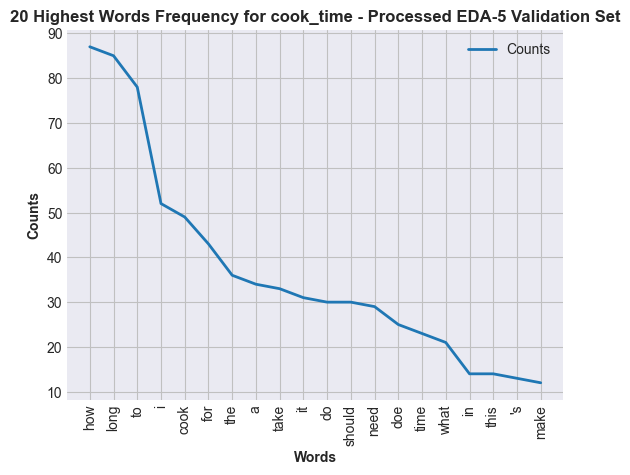 20 Highest Words Frequency for cook_time - Processed EDA-5 Validation Set
Counts
90
80
70
60
50
40
30
20
10
Counts
how
long
to
i
cook
for
the
a
take
it
do
should
need
doe
time
what
in
this
's
make
Words